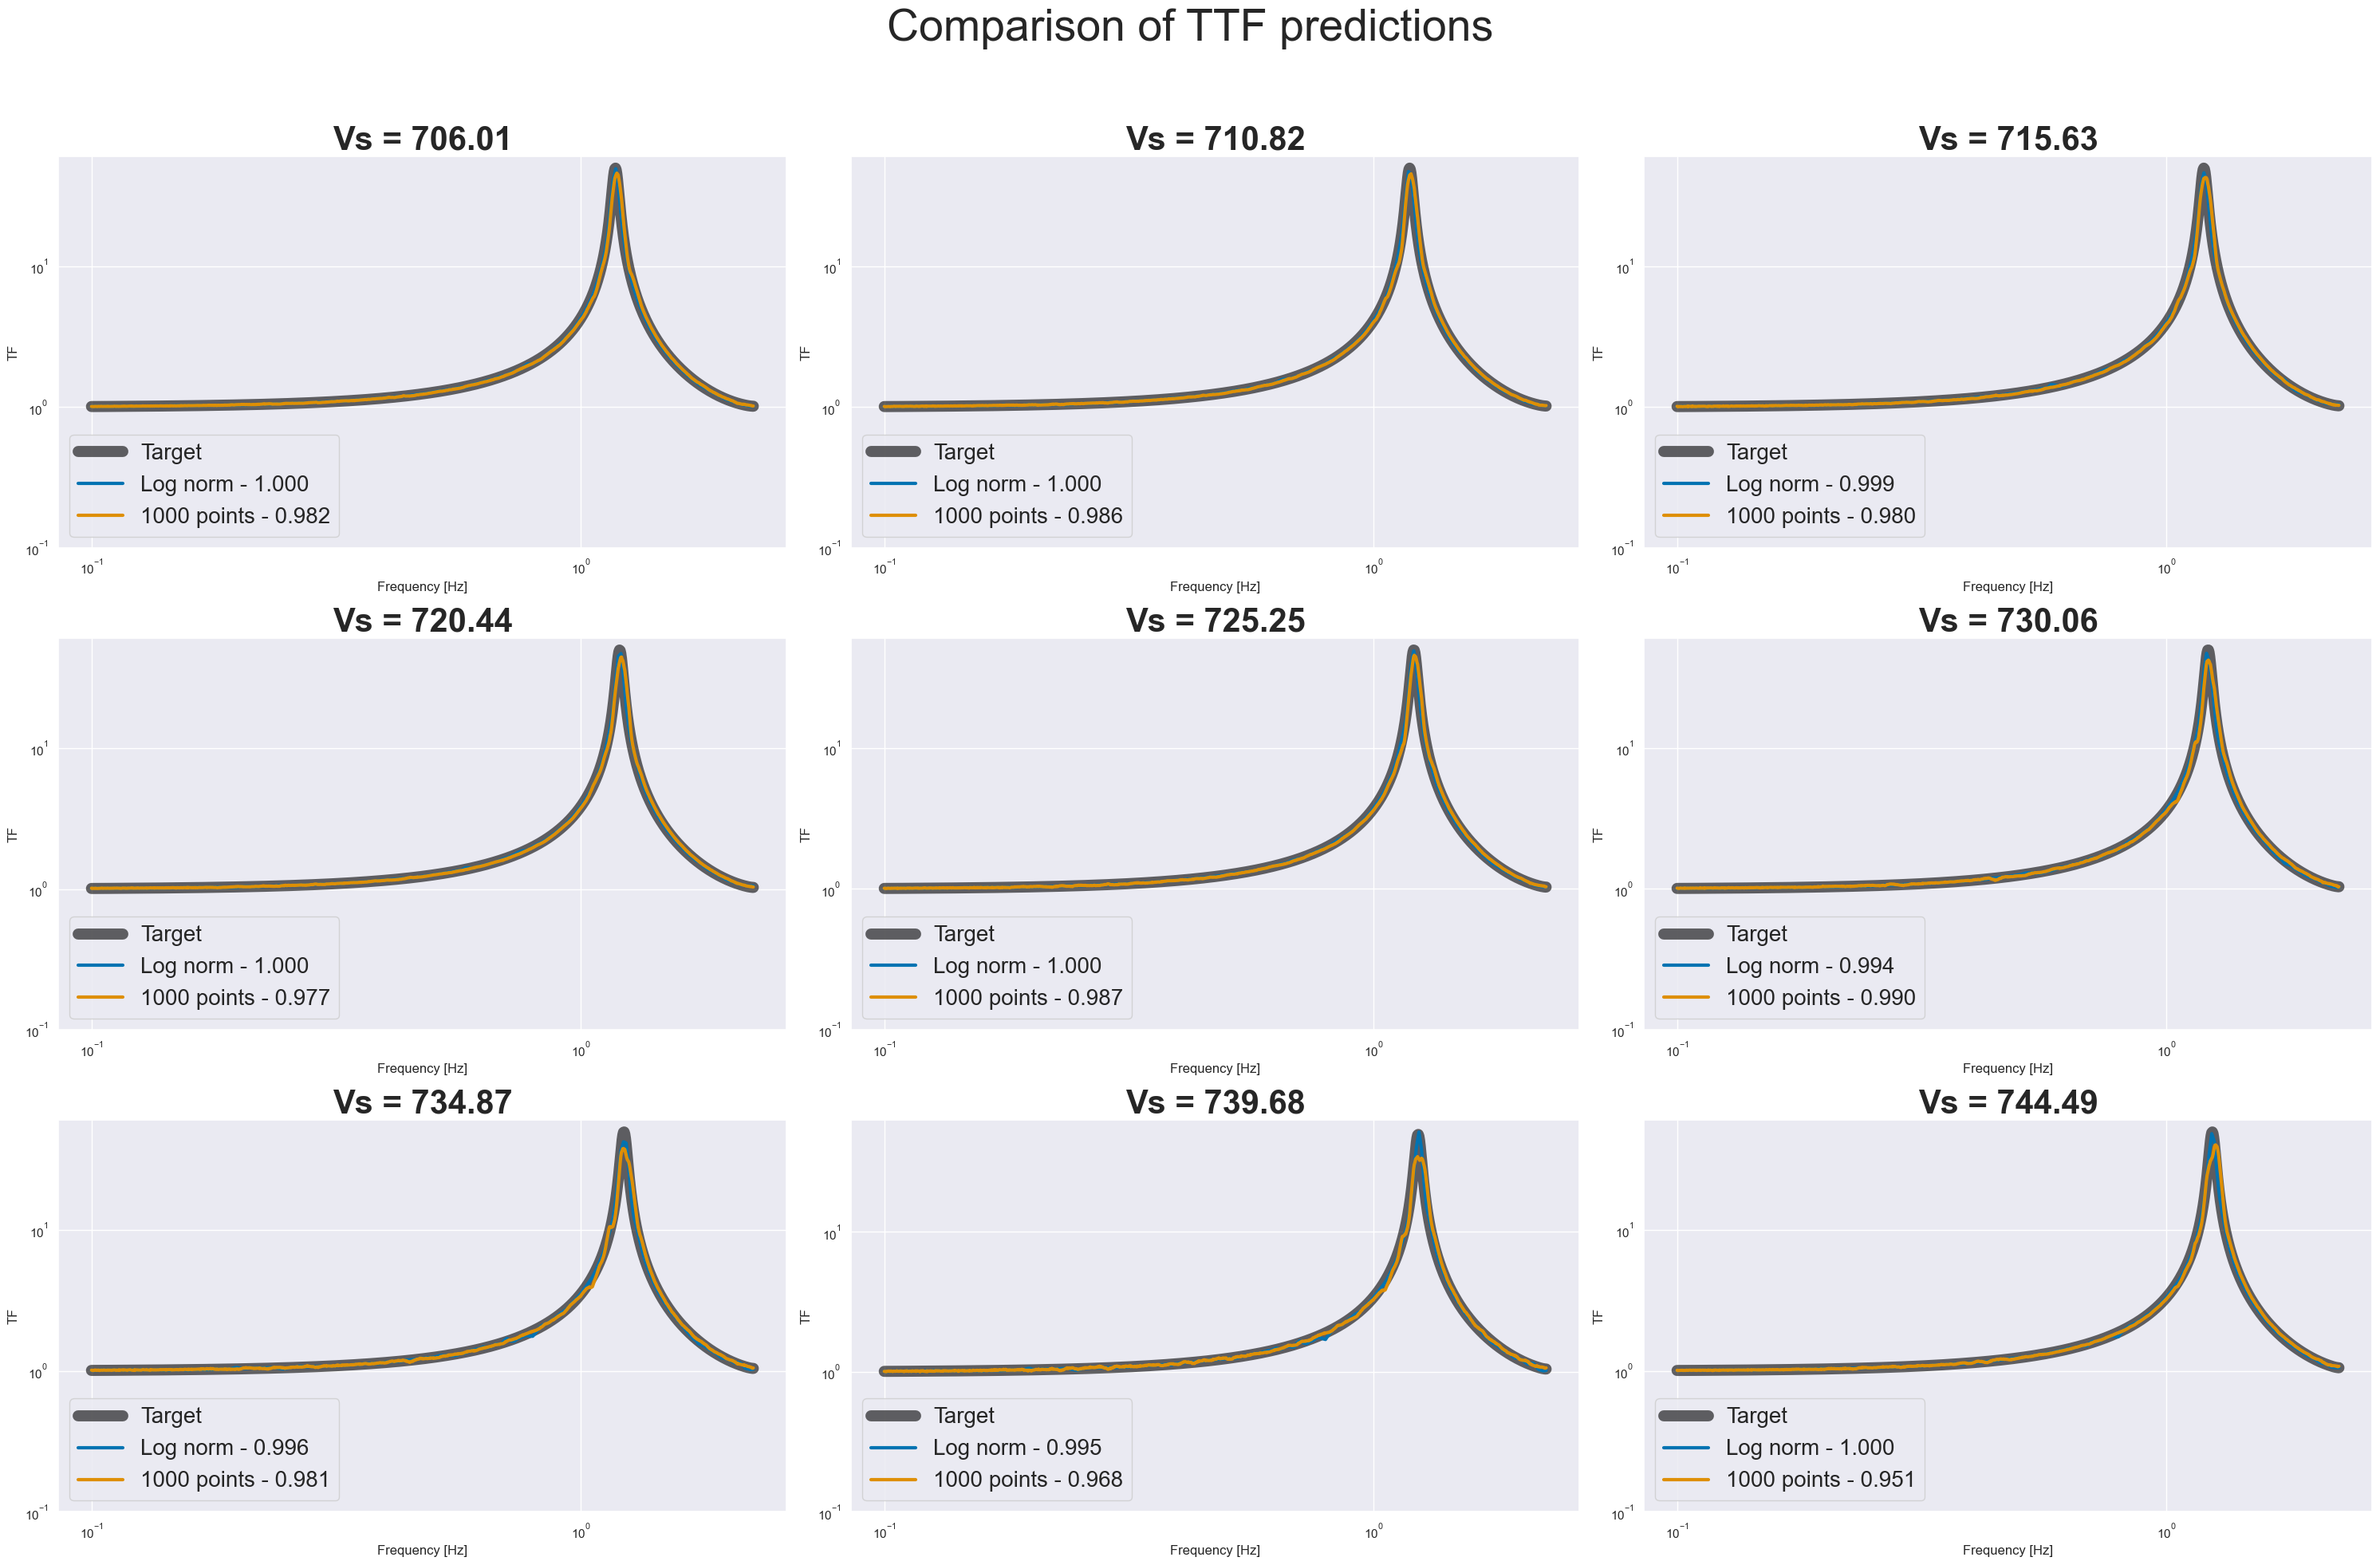 Comparison of TTF predictions
Vs = 706.01
TF
10¹
10⁰
10⁻¹
Target
Log norm - 1.000
1000 points - 0.982
10⁻¹ 10⁰
Frequency [Hz]
Vs = 710.82
TF
10¹
10⁰
10⁻¹
Target
Log norm - 1.000
1000 points - 0.986
10⁻¹ 10⁰
Frequency [Hz]
Vs = 715.63
TF
10¹
10⁰
10⁻¹
Target
Log norm - 0.999
1000 points - 0.980
10⁻¹ 10⁰
Frequency [Hz]
Vs = 720.44
TF
10¹
10⁰
10⁻¹
Target
Log norm - 1.000
1000 points - 0.977
10⁻¹ 10⁰
Frequency [Hz]
Vs = 725.25
TF
10¹
10⁰
10⁻¹
Target
Log norm - 1.000
1000 points - 0.987
10⁻¹ 10⁰
Frequency [Hz]
Vs = 730.06
TF
10¹
10⁰
10⁻¹
Target
Log norm - 0.994
1000 points - 0.990
10⁻¹ 10⁰
Frequency [Hz]
Vs = 734.87
TF
10¹
10⁰
10⁻¹
Target
Log norm - 0.996
1000 points - 0.981
10⁻¹ 10⁰
Frequency [Hz]
Vs = 739.68
TF
10¹
10⁰
10⁻¹
Target
Log norm - 0.995
1000 points - 0.968
10⁻¹ 10⁰
Frequency [Hz]
Vs = 744.49
TF
10¹
10⁰
10⁻¹
Target
Log norm - 1.000
1000 points - 0.951
10⁻¹ 10⁰
Frequency [Hz]